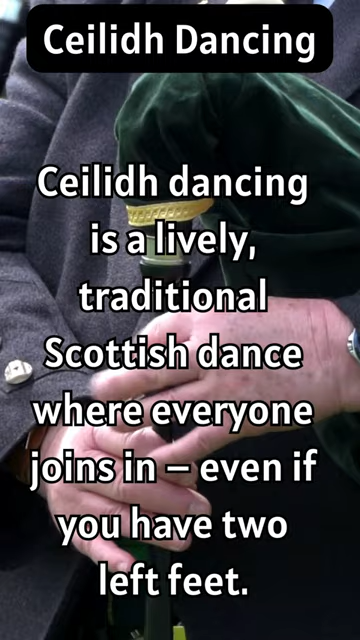 Ceilidh Dancing
Ceilidh dancing
is a lively,
traditional
Scottish dance
where everyone
joins in – even if
you have two
left feet.